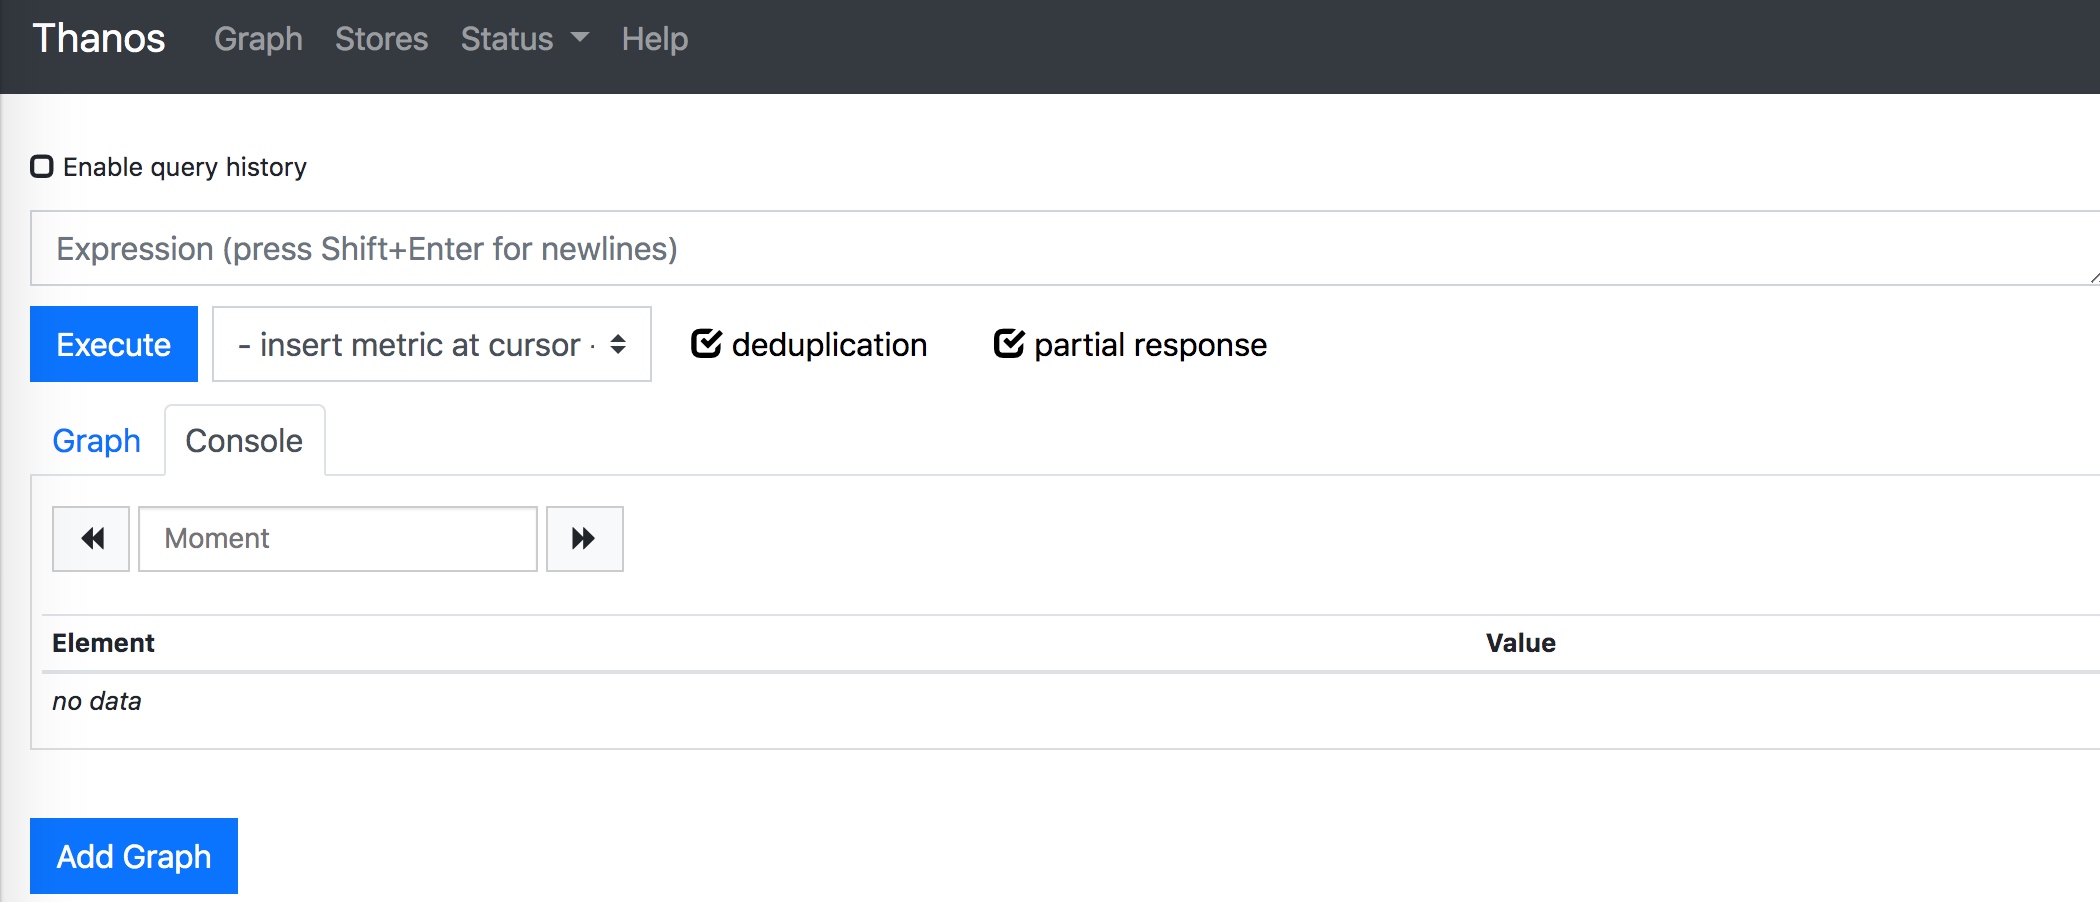 Thanos Graph Stores Status Help
Enable query history
Expression (press Shift+Enter for newlines)
Execute - insert metric at cursor - deduplication partial response
Graph Console
Moment
Element Value
no data
Add Graph